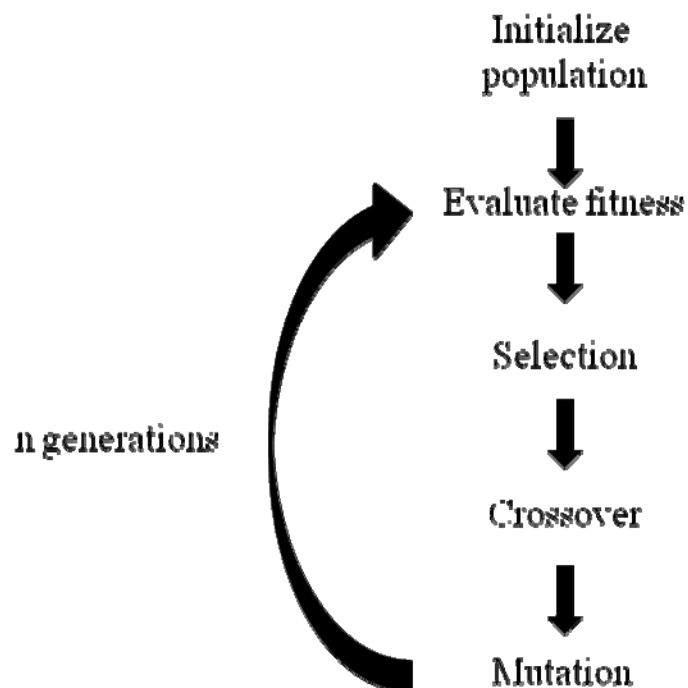 Initialize
population
Evaluate fitness
Selection
n generations
Crossover
Mutation